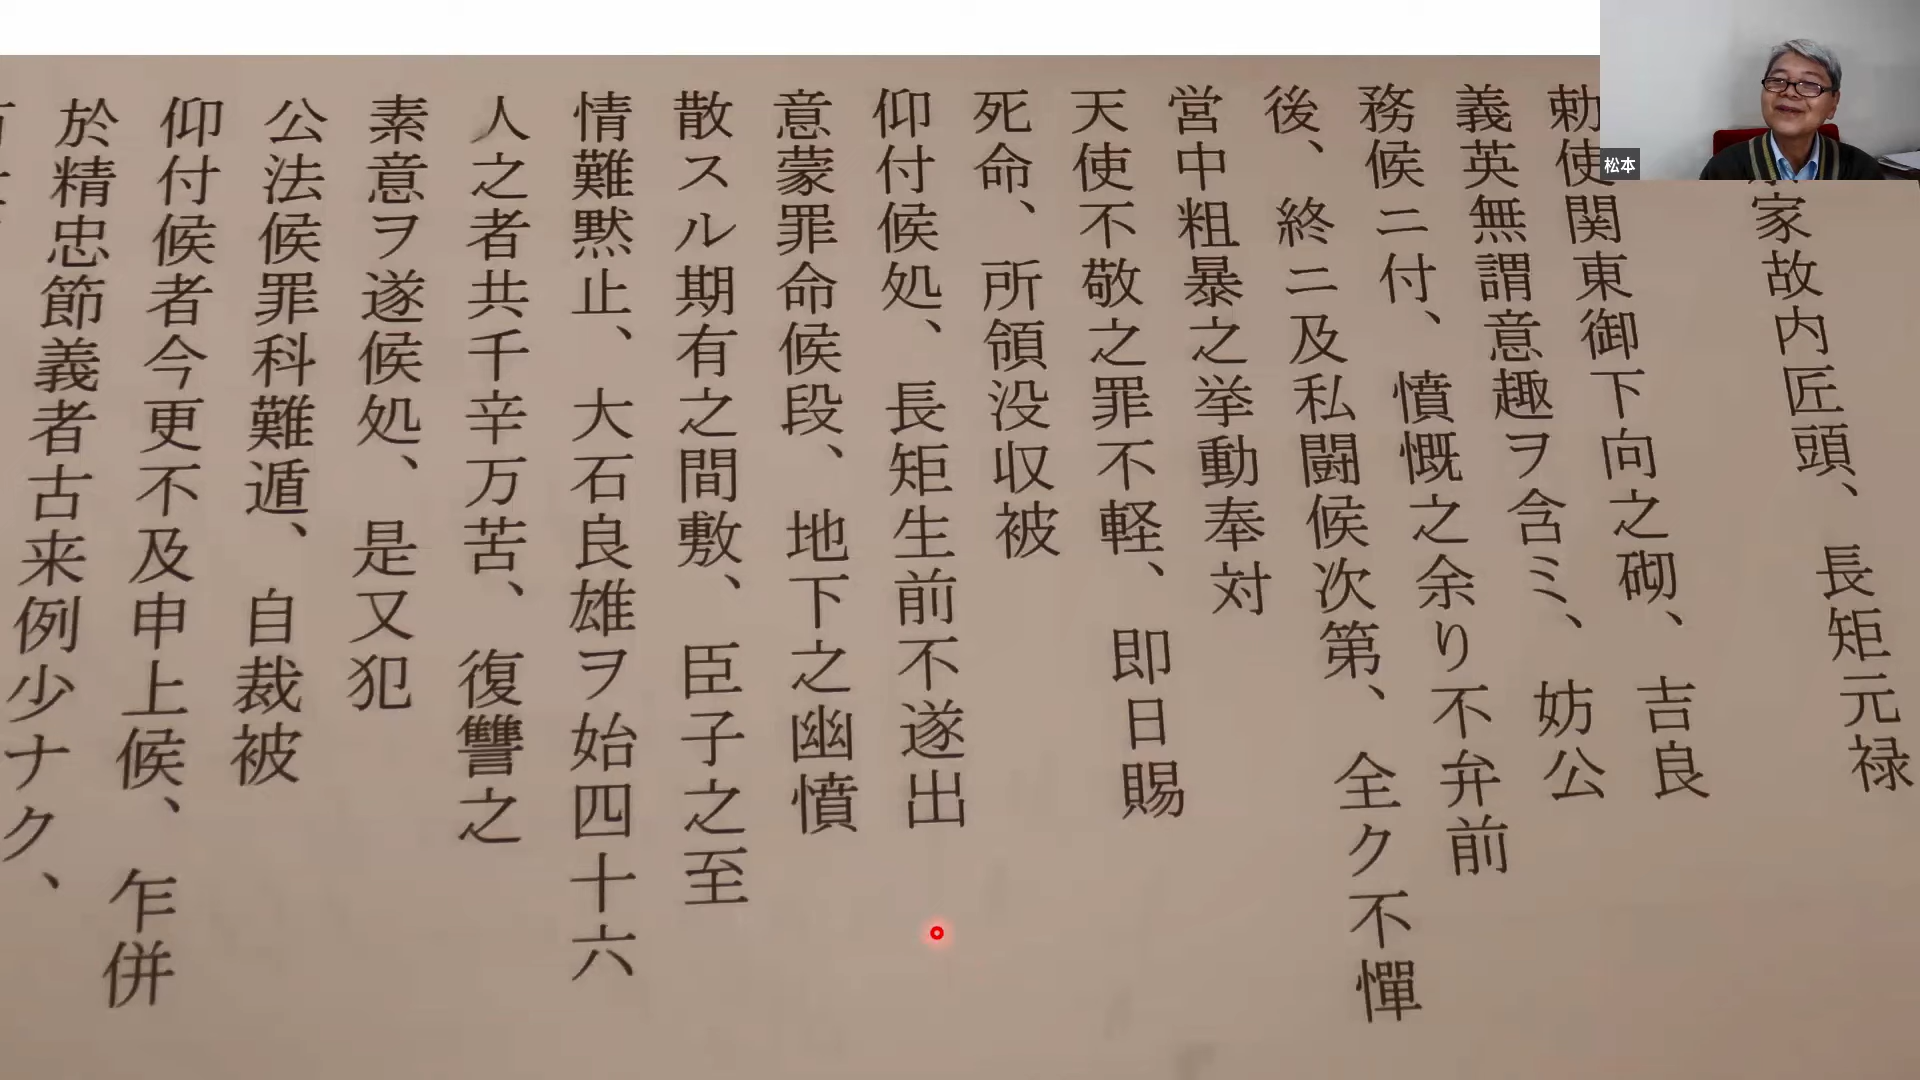 家故内匠頭、長矩元禄
勅使関東御下向之砌、吉良
義英無謂意趣ヲ含ミ、妨公
務候ニ付、憤慨之余り不弁前
後、終ニ及私闘候次第、全ク不憚
営中粗暴之挙動奉対
天使不敬之罪不軽、即日賜
死命、所領没収被
仰付候処、長矩生前不遂出
意蒙罪命候段、地下之幽憤
散スル期有之間敷、臣子之至
情難黙止、大石良雄ヲ始四十六
人之者共千辛万苦、復讐之
素意ヲ遂候処、是又犯
公法候罪科難遁、自裁被
仰付候者今更不及申上候、乍併
於精忠節義者古来例少ナク、
松本